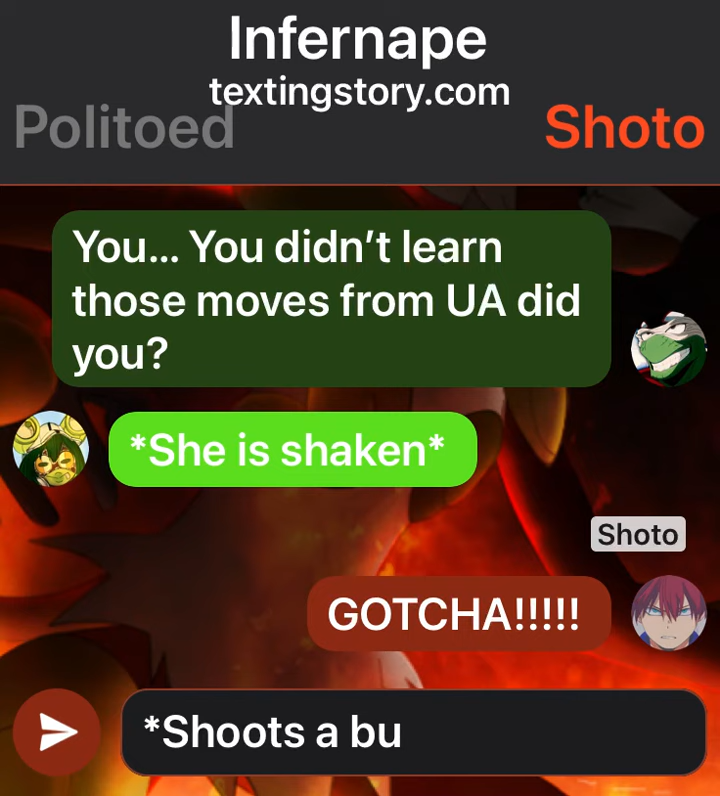 Infernape
textingstory.com
Politoed
Shoto
You... You didn’t learn
those moves from UA did
you?
*She is shaken*
Shoto
GOTCHA!!!!!
*Shoots a bu